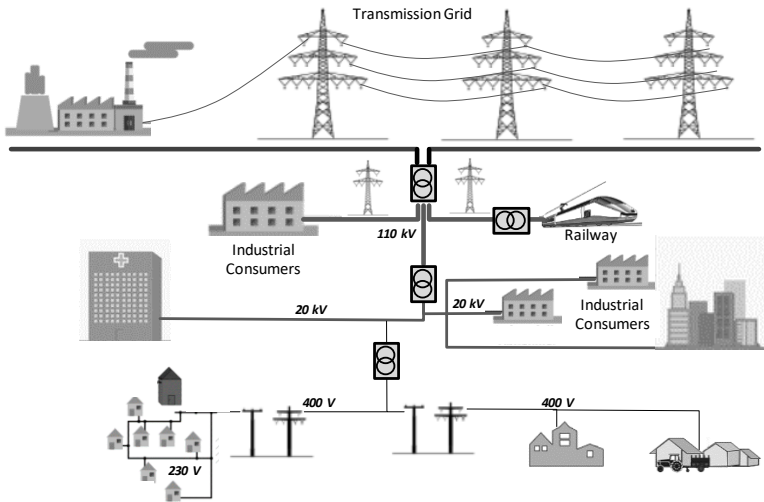 Transmission Grid
110 kV
Industrial
Consumers
Railway
20 kV
20 kV
Industrial
Consumers
400 V
400 V
230 V